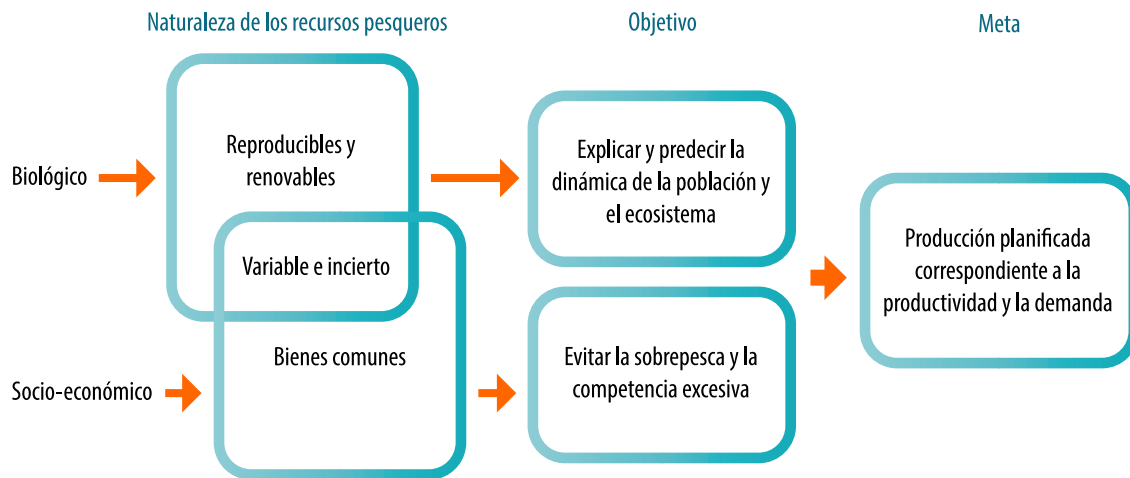 Naturaleza de los recursos pesqueros
Objetivo
Meta
Biológico
Reproducibles y
renovables
Explicar y predecir la
dinámica de la población y
el ecosistema
Variable e incierto
Producción planificada
correspondiente a la
productividad y la demanda
Bienes comunes
Socio-económico
Evitar la sobrepesca y la
competencia excesiva